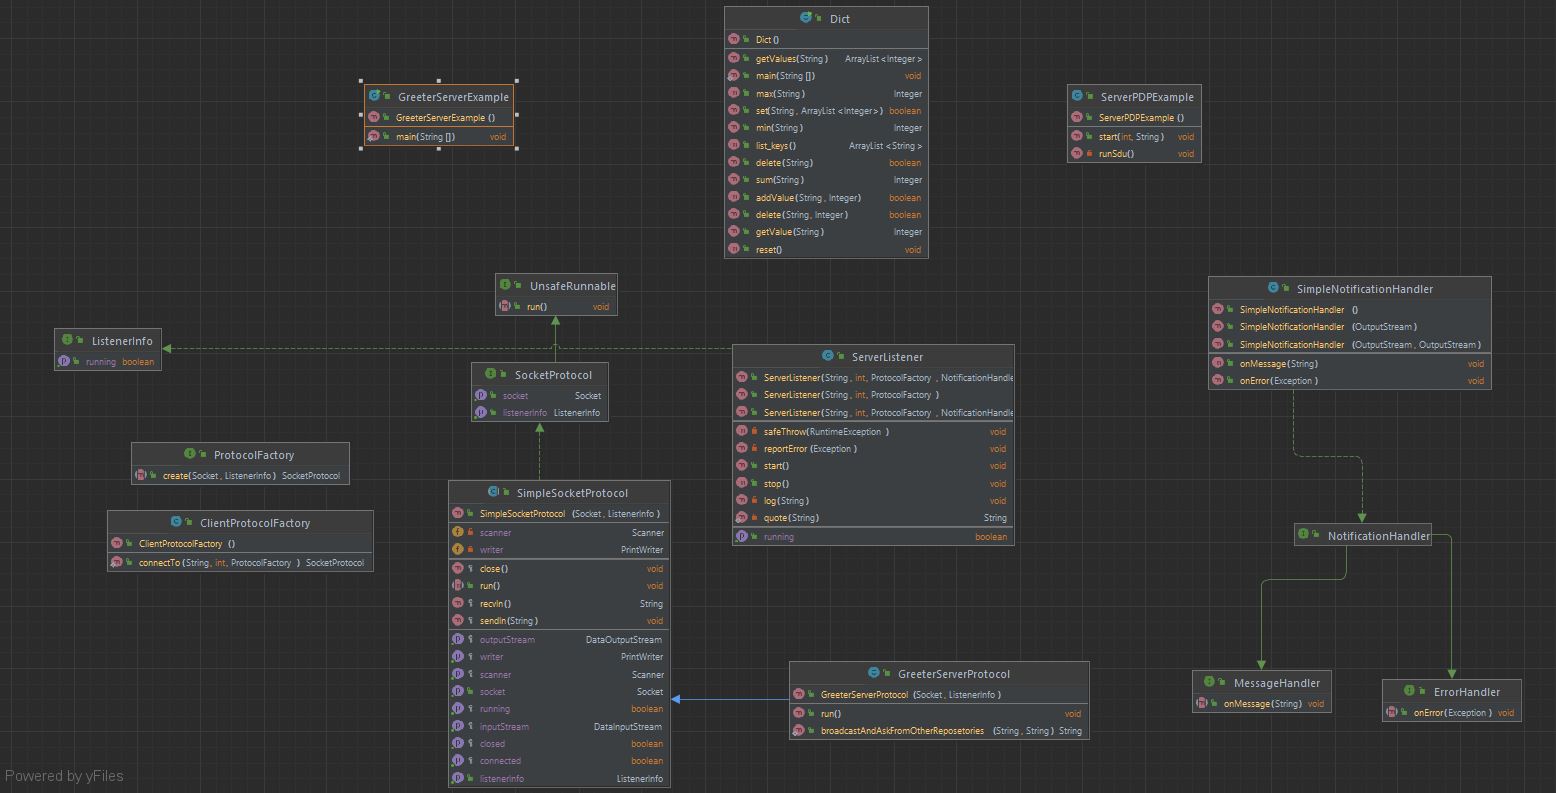 Dict
Dict ()
getValues(String) ArrayList <Integer >
main(String []) void
max(String) Integer
set(String, ArrayList <Integer>) boolean
min(String) Integer
list_keys() ArrayList <String >
delete(String) boolean
sum(String) Integer
addValue(String, Integer) boolean
delete(String, Integer) boolean
getValue(String) Integer
reset() void
GreeterServerExample
GreeterServerExample ()
main(String []) void
ServerPDPExample
ServerPDPExample ()
start(int, String) void
runSdu() void
UnsafeRunnable
run() void
SimpleNotificationHandler
SimpleNotificationHandler ()
SimpleNotificationHandler (OutputStream )
SimpleNotificationHandler (OutputStream , OutputStream )
onMessage(String) void
onError(Exception ) void
ListenerInfo
running boolean
SocketProtocol
socket Socket
listenerInfo ListenerInfo
ServerListener
ServerListener(String, int, ProtocolFactory , NotificationHandle
ServerListener(String, int, ProtocolFactory )
ServerListener(String, int, ProtocolFactory , NotificationHandle
safeThrow(RuntimeException ) void
reportError (Exception ) void
start() void
stop() void
log(String) void
quote(String) String
running boolean
ProtocolFactory
create(Socket, ListenerInfo ) SocketProtocol
ClientProtocolFactory
ClientProtocolFactory ()
connectTo (String, int, ProtocolFactory ) SocketProtocol
SimpleSocketProtocol
SimpleSocketProtocol (Socket, ListenerInfo )
scanner Scanner
writer PrintWriter
close() void
run() void
recvln() String
sendln(String) void
outputStream DataOutputStream
writer PrintWriter
scanner Scanner
socket Socket
running boolean
inputStream DataInputStream
closed boolean
connected boolean
listenerInfo ListenerInfo
NotificationHandler
GreeterServerProtocol
GreeterServerProtocol (Socket, ListenerInfo )
run() void
broadcastAndAskFromOtherReposetories (String, String) String
MessageHandler
onMessage(String) void
ErrorHandler
onError(Exception ) void
Powered by yFiles